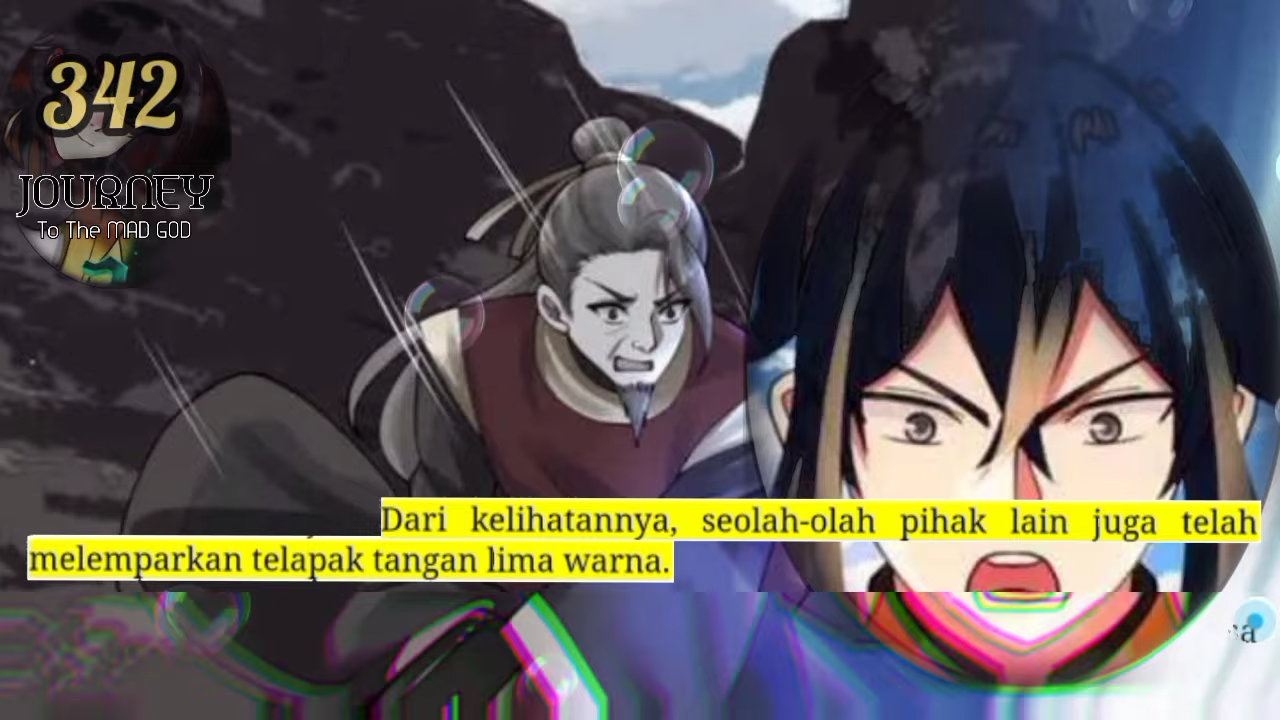 342
JOURNEY
To The MAD GOD
Dari kelihatannya, seolah-olah pihak lain juga telah
melemparkan telapak tangan lima warna.